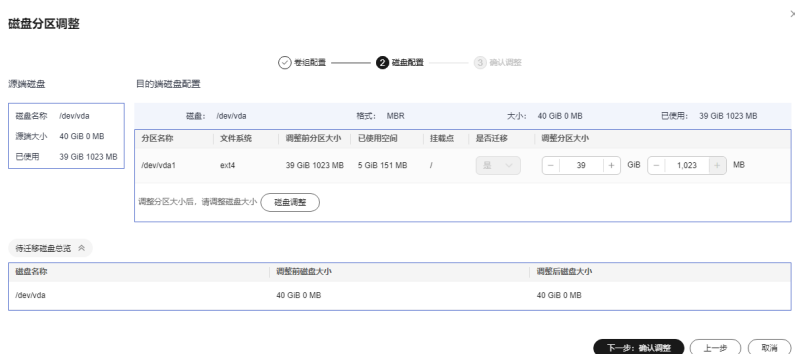 磁盘分区调整
卷组配置 2 磁盘配置 3 确认调整
源端磁盘
磁盘名称 /dev/vda
源端大小 40 GiB 0 MB
已使用 39 GiB 1023 MB
目的端磁盘配置
磁盘： /dev/vda 格式： MBR 大小： 40 GiB 0 MB 已使用： 39 GiB 1023 MB
分区名称 文件系统 调整前分区大小 已使用空间 挂载点 是否迁移 调整分区大小
/dev/vda1 ext4 39 GiB 1023 MB 5 GiB 151 MB / 是 − 39 + GiB − 1,023 + MB
调整分区大小后，请调整磁盘大小 磁盘调整
待迁移磁盘总览
磁盘名称 调整前磁盘大小 调整后磁盘大小
/dev/vda 40 GiB 0 MB 40 GiB 0 MB
下一步：确认调整 上一步 取消